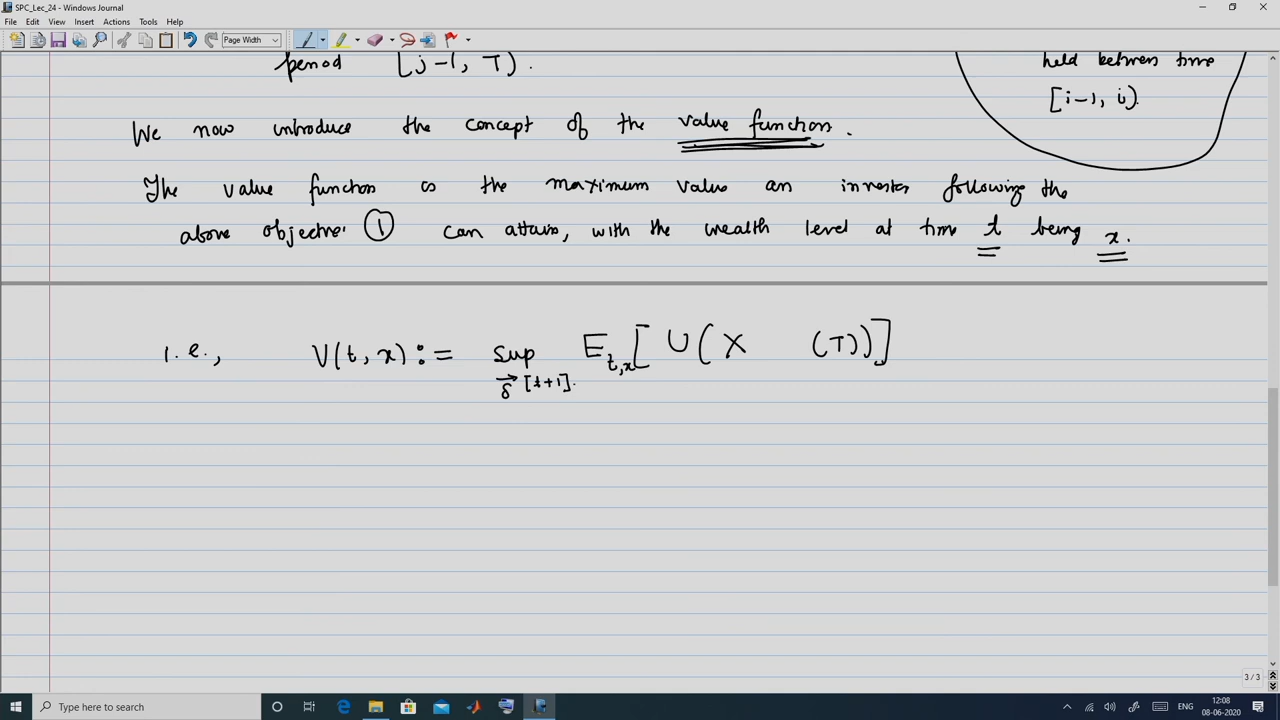 SPC_Lec_24 - Windows Journal
File Edit View Insert Actions Tools Help
Page Width
period [j-1, T).
held between time
[i-1, i)
We now introduce the concept of the value function.
The value function is the maximum value an investor following the
above objective ① can attain, with the wealth level at time t being x.
i.e., V(t, x) := sup E_{t,x}[U(X (T))]
δ⃗ [t+1].
3 / 3
Type here to search
12:08
08-06-2020